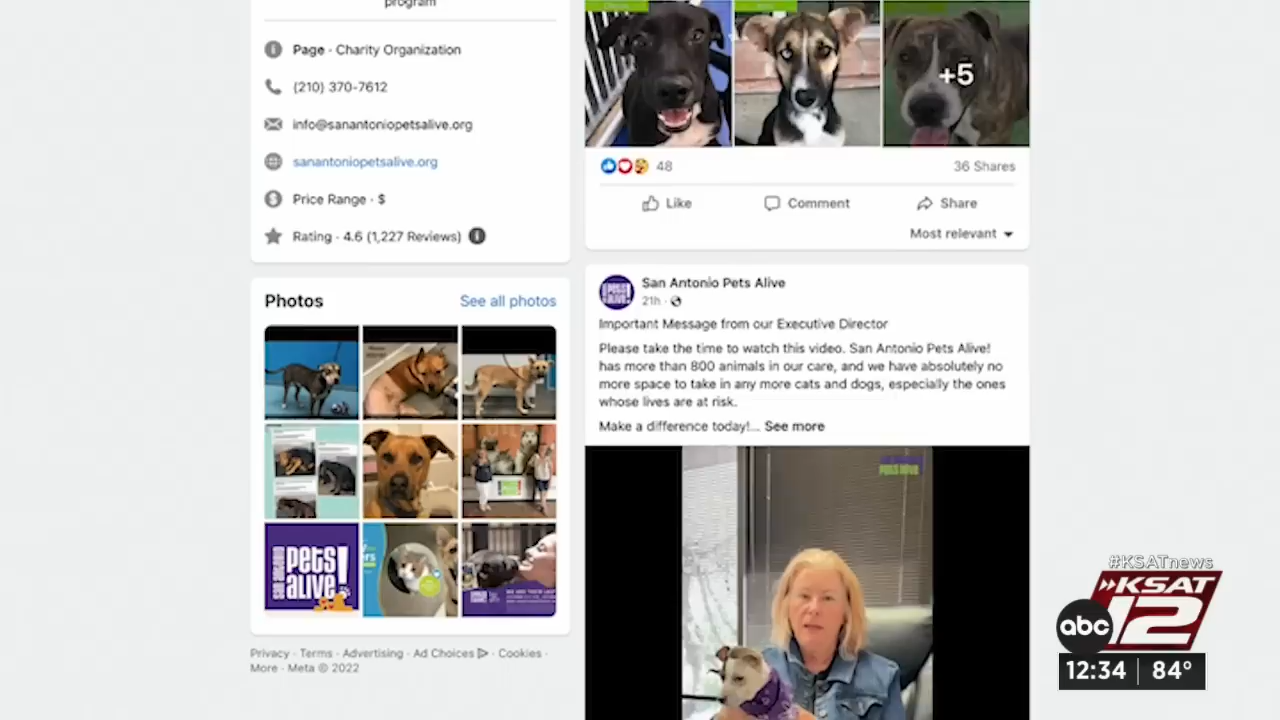 program
Page · Charity Organization
(210) 370-7612
info@sanantoniopetsalive.org
sanantoniopetsalive.org
Price Range · $
Rating · 4.6 (1,227 Reviews)
Photos
See all photos
PETS
ALIVE!
Privacy · Terms · Advertising · Ad Choices · Cookies ·
More · Meta © 2022
+5
48
36 Shares
Like
Comment
Share
Most relevant
San Antonio Pets Alive
21h ·
Important Message from our Executive Director
Please take the time to watch this video. San Antonio Pets Alive!
has more than 800 animals in our care, and we have absolutely no
more space to take in any more cats and dogs, especially the ones
whose lives are at risk.
Make a difference today!... See more
#KSATnews
KSAT
12
abc
12:34 84°